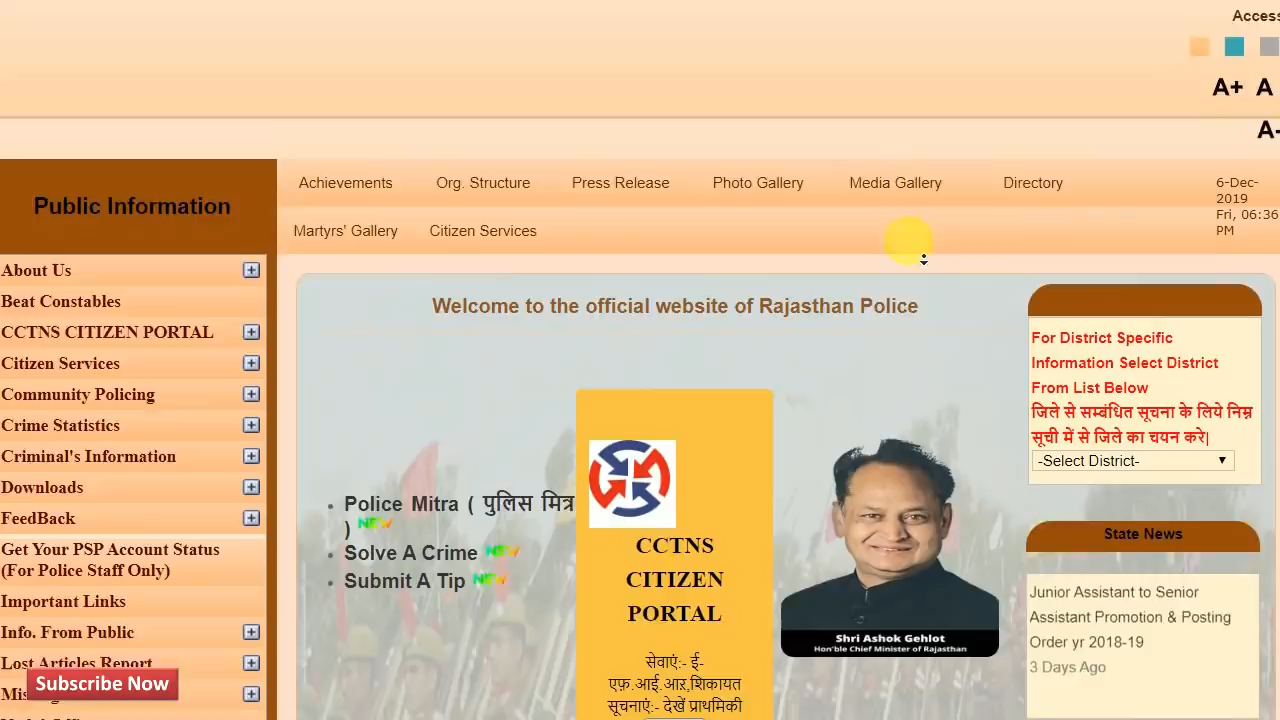 Access
A+ A
A-
Public Information
Achievements
Org. Structure
Press Release
Photo Gallery
Media Gallery
Directory
6-Dec-
2019
Fri, 06:36
PM
Martyrs' Gallery
Citizen Services
About Us
Beat Constables
CCTNS CITIZEN PORTAL
Citizen Services
Community Policing
Crime Statistics
Criminal's Information
Downloads
FeedBack
Get Your PSP Account Status
(For Police Staff Only)
Important Links
Info. From Public
Lost Articles Report
Subscribe Now
Welcome to the official website of Rajasthan Police
Police Mitra ( पुलिस मित्र
) NEW
Solve A Crime NEW
Submit A Tip NEW
CCTNS
CITIZEN
PORTAL
सेवाएं:- ई-
एफ़.आई.आऱ,शिकायत
सूचनाएं:- देखें प्राथमिकी
Shri Ashok Gehlot
Hon'ble Chief Minister of Rajasthan
For District Specific
Information Select District
From List Below
जिले से सम्बंधित सूचना के लिये निम्न
सूची में से जिले का चयन करे|
-Select District-
State News
Junior Assistant to Senior
Assistant Promotion & Posting
Order yr 2018-19
3 Days Ago